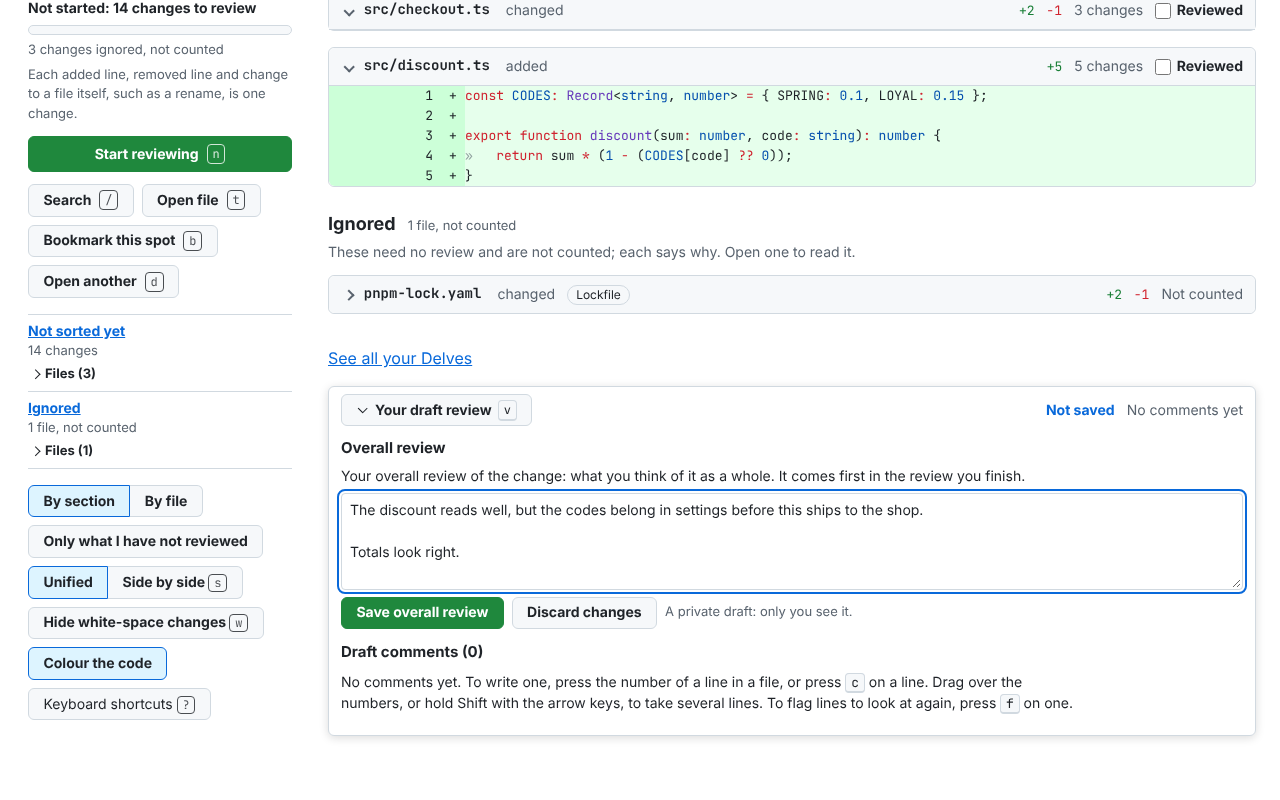 Not started: 14 changes to review
3 changes ignored, not counted
Each added line, removed line and change
to a file itself, such as a rename, is one
change.
Start reviewing n
Search / Open file t
Bookmark this spot b
Open another d
Not sorted yet
14 changes
Files (3)
Ignored
1 file, not counted
Files (1)
By section By file
Only what I have not reviewed
Unified Side by side s
Hide white-space changes w
Colour the code
Keyboard shortcuts ?
src/checkout.ts changed +2 -1 3 changes Reviewed
src/discount.ts added +5 5 changes Reviewed
1 + const CODES: Record<string, number> = { SPRING: 0.1, LOYAL: 0.15 };
2 +
3 + export function discount(sum: number, code: string): number {
4 + » return sum * (1 - (CODES[code] ?? 0));
5 + }
Ignored 1 file, not counted
These need no review and are not counted; each says why. Open one to read it.
pnpm-lock.yaml changed Lockfile +2 -1 Not counted
See all your Delves
Your draft review v Not saved No comments yet
Overall review
Your overall review of the change: what you think of it as a whole. It comes first in the review you finish.
The discount reads well, but the codes belong in settings before this ships to the shop.
Totals look right.
Save overall review Discard changes A private draft: only you see it.
Draft comments (0)
No comments yet. To write one, press the number of a line in a file, or press c on a line. Drag over the
numbers, or hold Shift with the arrow keys, to take several lines. To flag lines to look at again, press f on one.